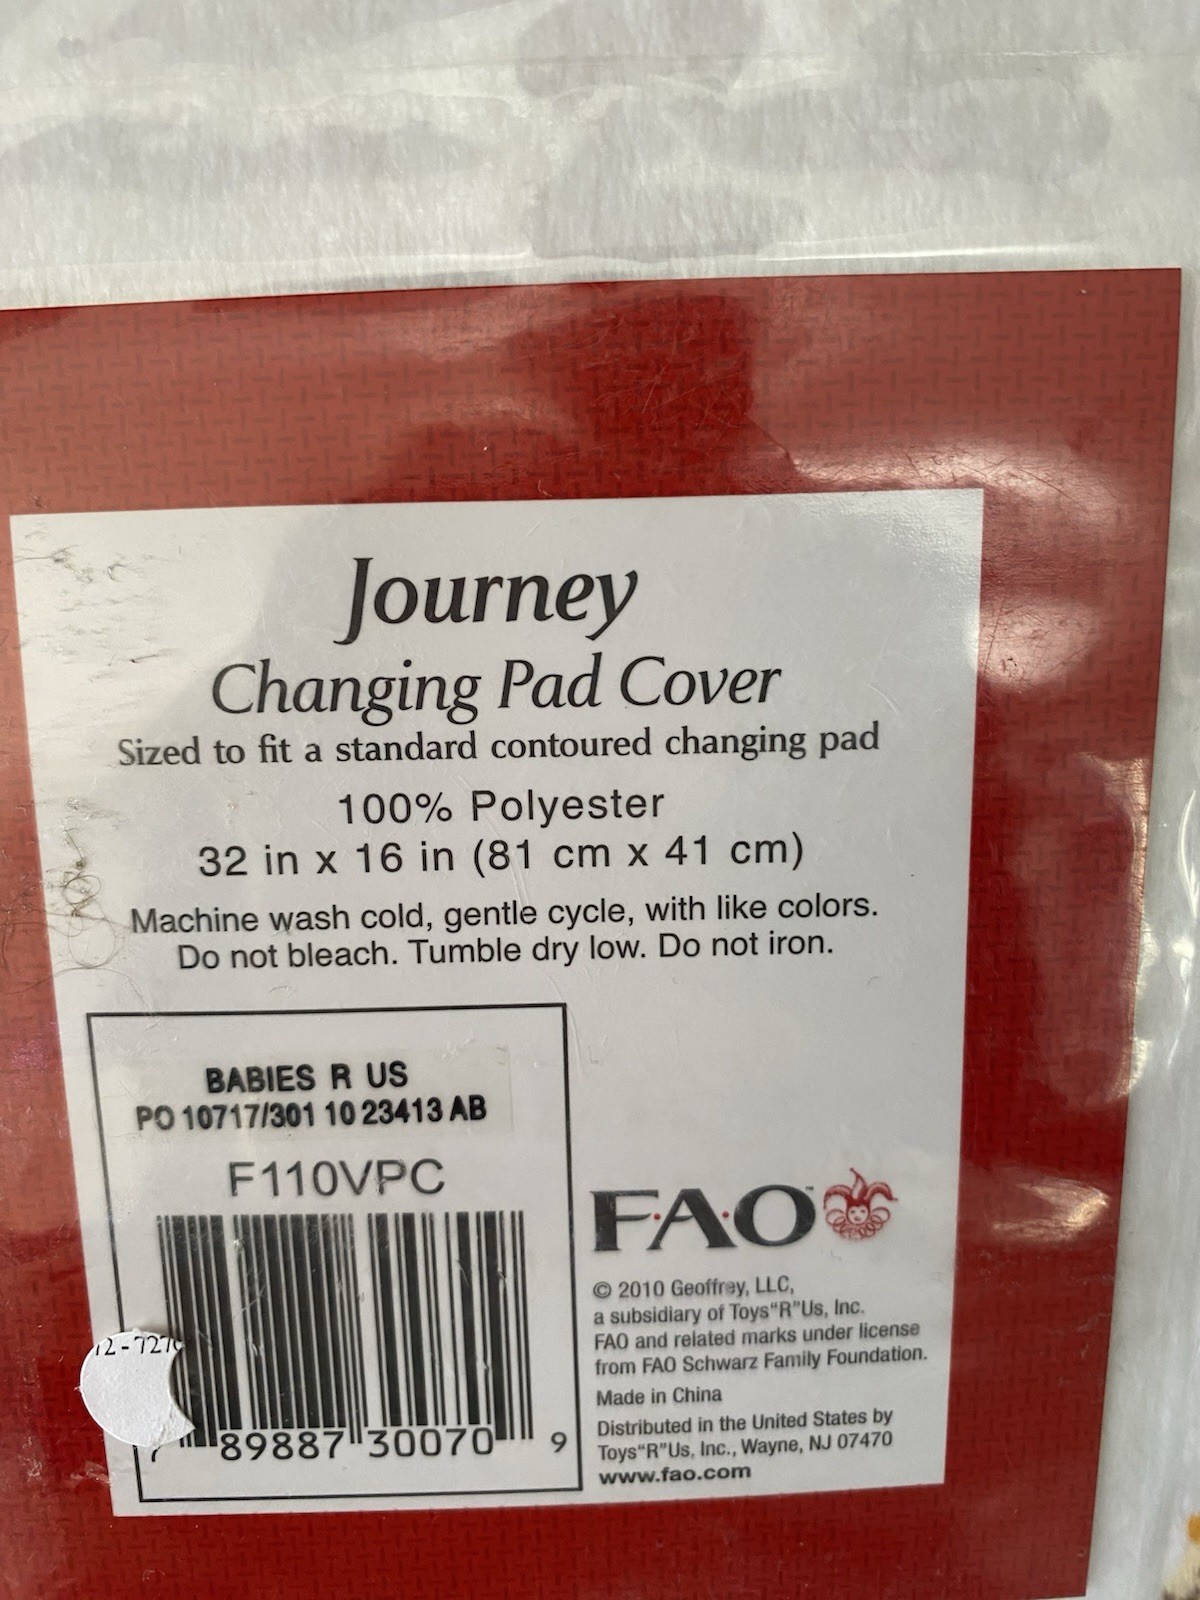 Journey
Changing Pad Cover
Sized to fit a standard contoured changing pad
100% Polyester
32 in x 16 in (81 cm x 41 cm)
Machine wash cold, gentle cycle, with like colors.
Do not bleach. Tumble dry low. Do not iron.
BABIES R US
PO 10717/301 10 23413 AB
F110VPC
12-727
7 89887 30070 9
F·A·O™
© 2010 Geoffrey, LLC,
a subsidiary of Toys"R"Us, Inc.
FAO and related marks under license
from FAO Schwarz Family Foundation.
Made in China
Distributed in the United States by
Toys"R"Us, Inc., Wayne, NJ 07470
www.fao.com